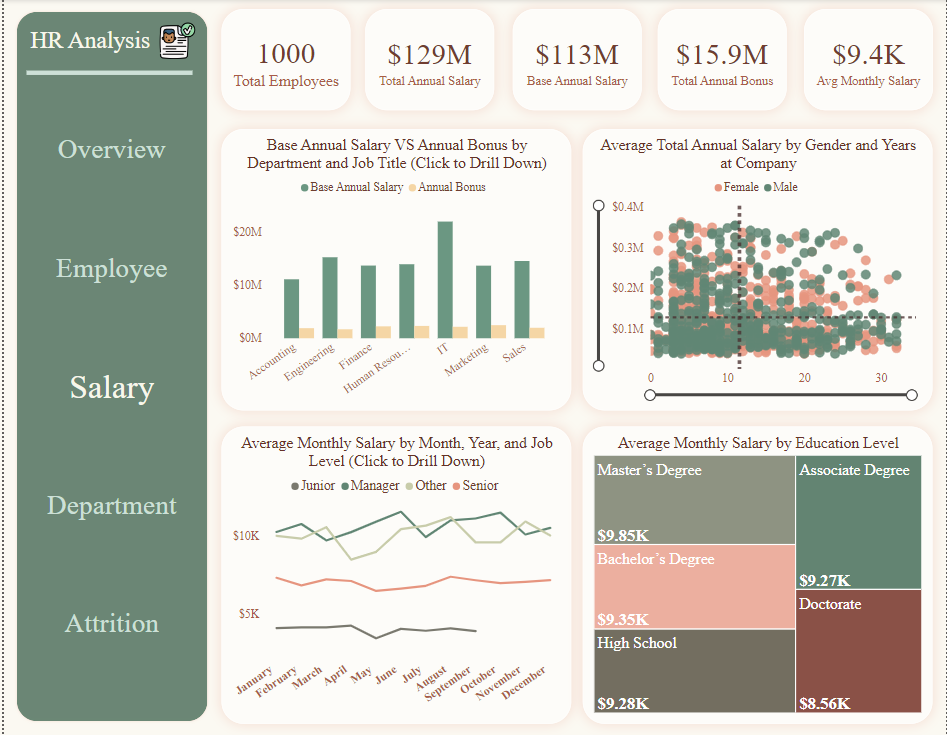 HR Analysis
Overview
Employee
Salary
Department
Attrition
1000
Total Employees
$129M
Total Annual Salary
$113M
Base Annual Salary
$15.9M
Total Annual Bonus
$9.4K
Avg Monthly Salary
Base Annual Salary VS Annual Bonus by
Department and Job Title (Click to Drill Down)
Base Annual Salary Annual Bonus
$20M
$10M
$0M
Accounting
Engineering
Finance
Human Resou...
IT
Marketing
Sales
Average Total Annual Salary by Gender and Years
at Company
Female Male
$0.4M
$0.3M
$0.2M
$0.1M
0 10 20 30
Average Monthly Salary by Month, Year, and Job
Level (Click to Drill Down)
Junior Manager Other Senior
$10K
$5K
January
February
March
April
May
June
July
August
September
October
November
December
Average Monthly Salary by Education Level
Master’s Degree
$9.85K
Bachelor’s Degree
$9.35K
High School
$9.28K
Associate Degree
$9.27K
Doctorate
$8.56K